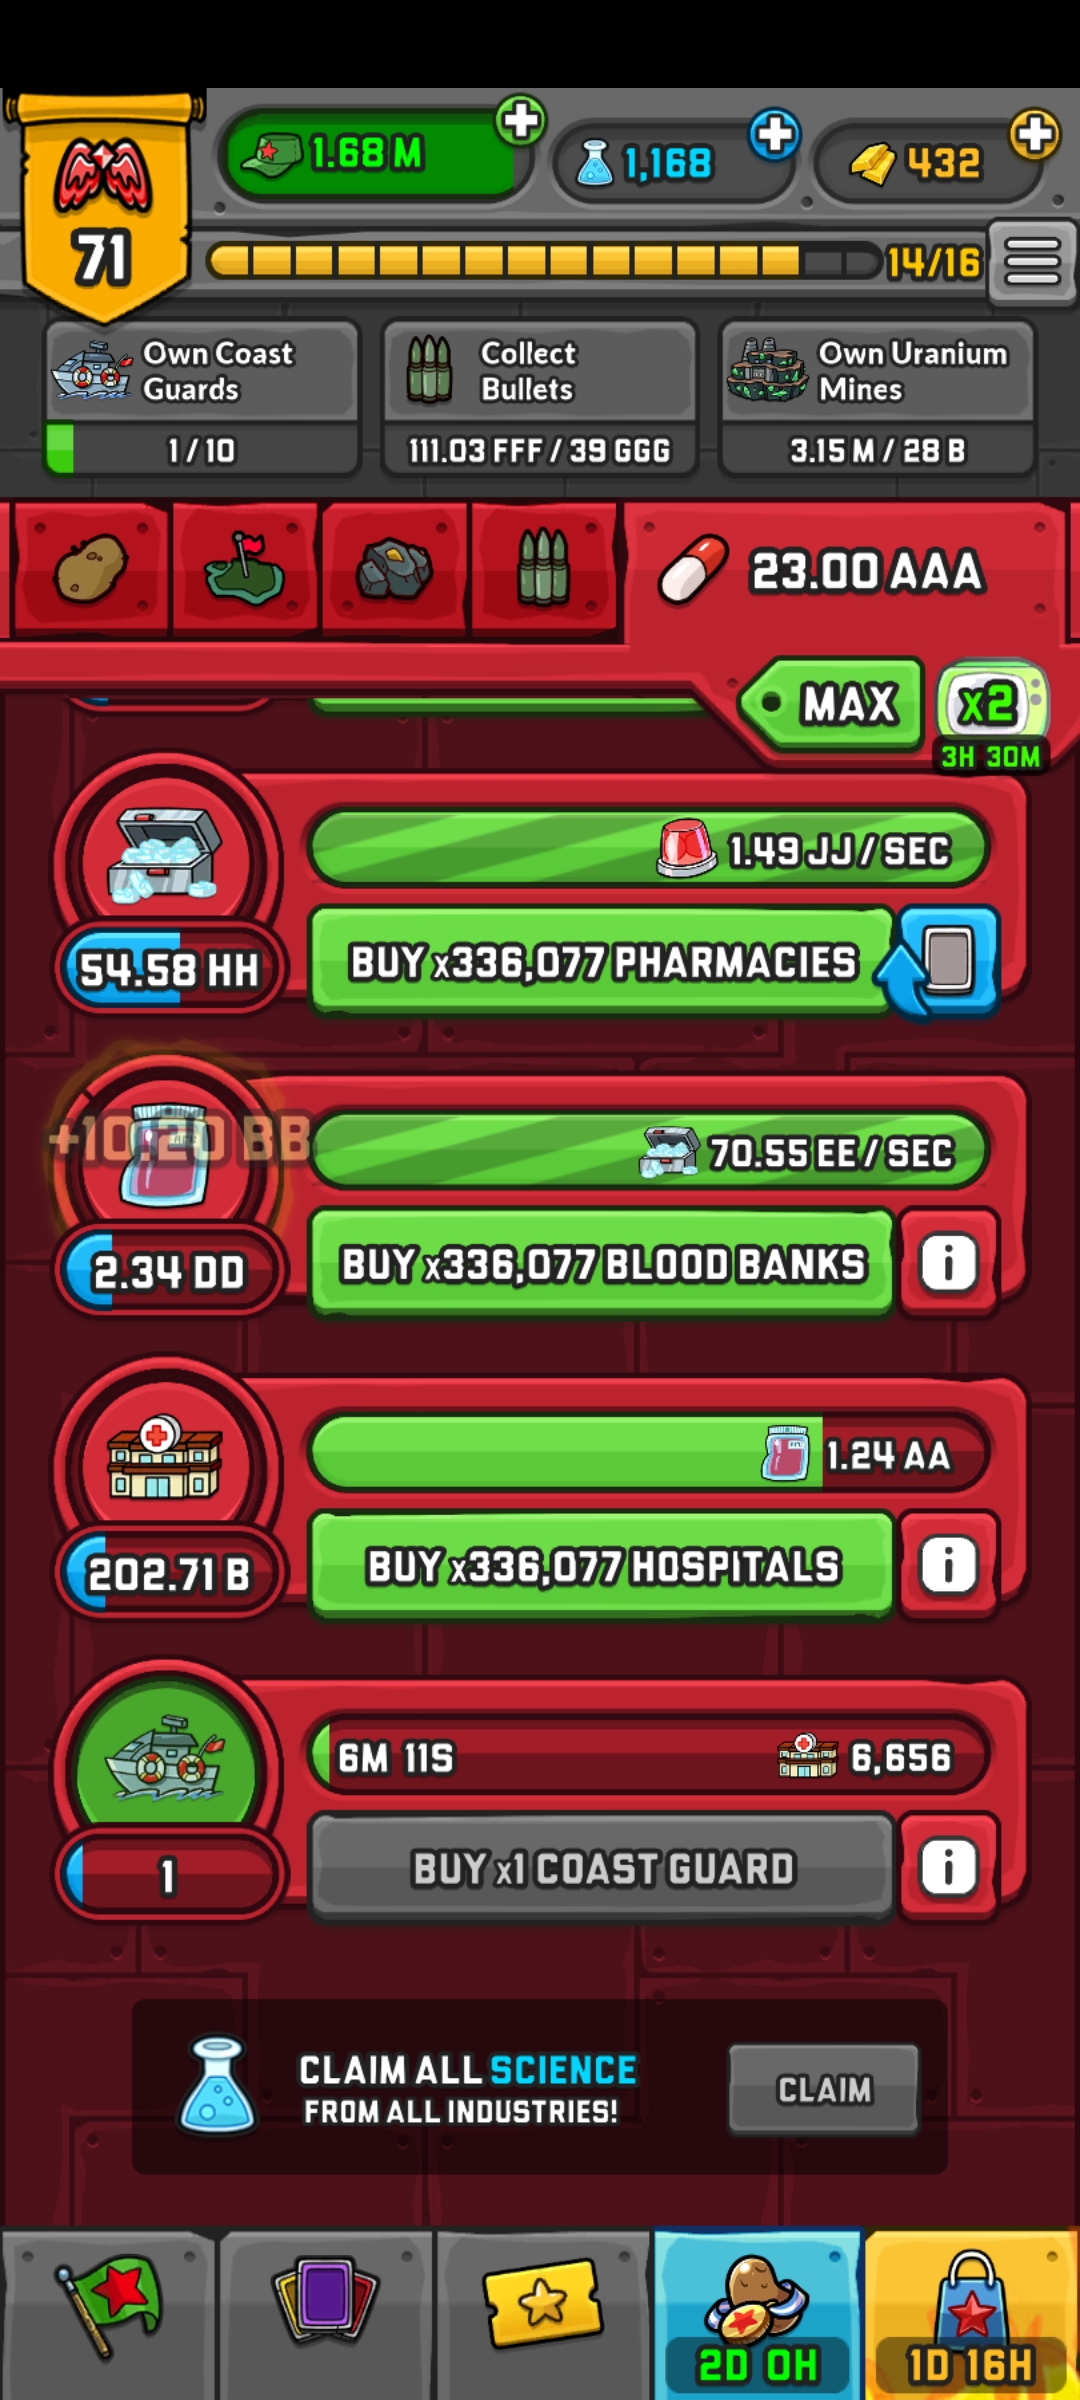 1.68 M
1,168
432
71
14/16
Own Coast
Guards
1 / 10
Collect
Bullets
111.03 FFF / 39 GGG
Own Uranium
Mines
3.15 M / 28 B
23.00 AAA
MAX
x2
3H 30M
1.49 JJ / SEC
54.58 HH
BUY x336,077 PHARMACIES
+10.20 BB
70.55 EE / SEC
2.34 DD
BUY x336,077 BLOOD BANKS
1.24 AA
202.71 B
BUY x336,077 HOSPITALS
6M 11S
6,656
1
BUY x1 COAST GUARD
CLAIM ALL SCIENCE
FROM ALL INDUSTRIES!
CLAIM
2D 0H
1D 16H